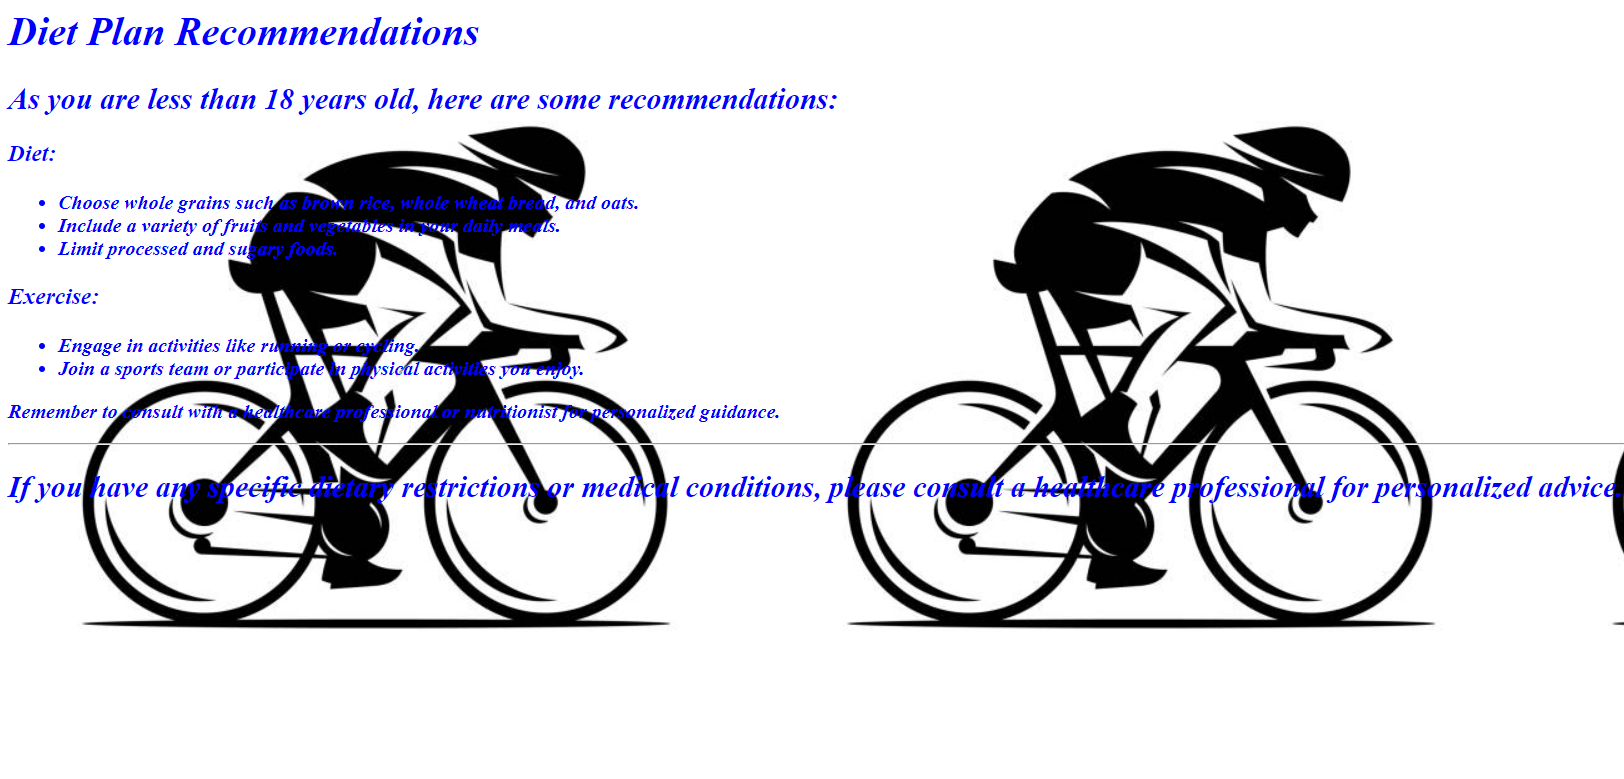 Diet Plan Recommendations
As you are less than 18 years old, here are some recommendations:
Diet:
• Choose whole grains such as brown rice, whole wheat bread, and oats.
• Include a variety of fruits and vegetables in your daily meals.
• Limit processed and sugary foods.
Exercise:
• Engage in activities like running or cycling.
• Join a sports team or participate in physical activities you enjoy.
Remember to consult with a healthcare professional or nutritionist for personalized guidance.
If you have any specific dietary restrictions or medical conditions, please consult a healthcare professional for personalized advice.